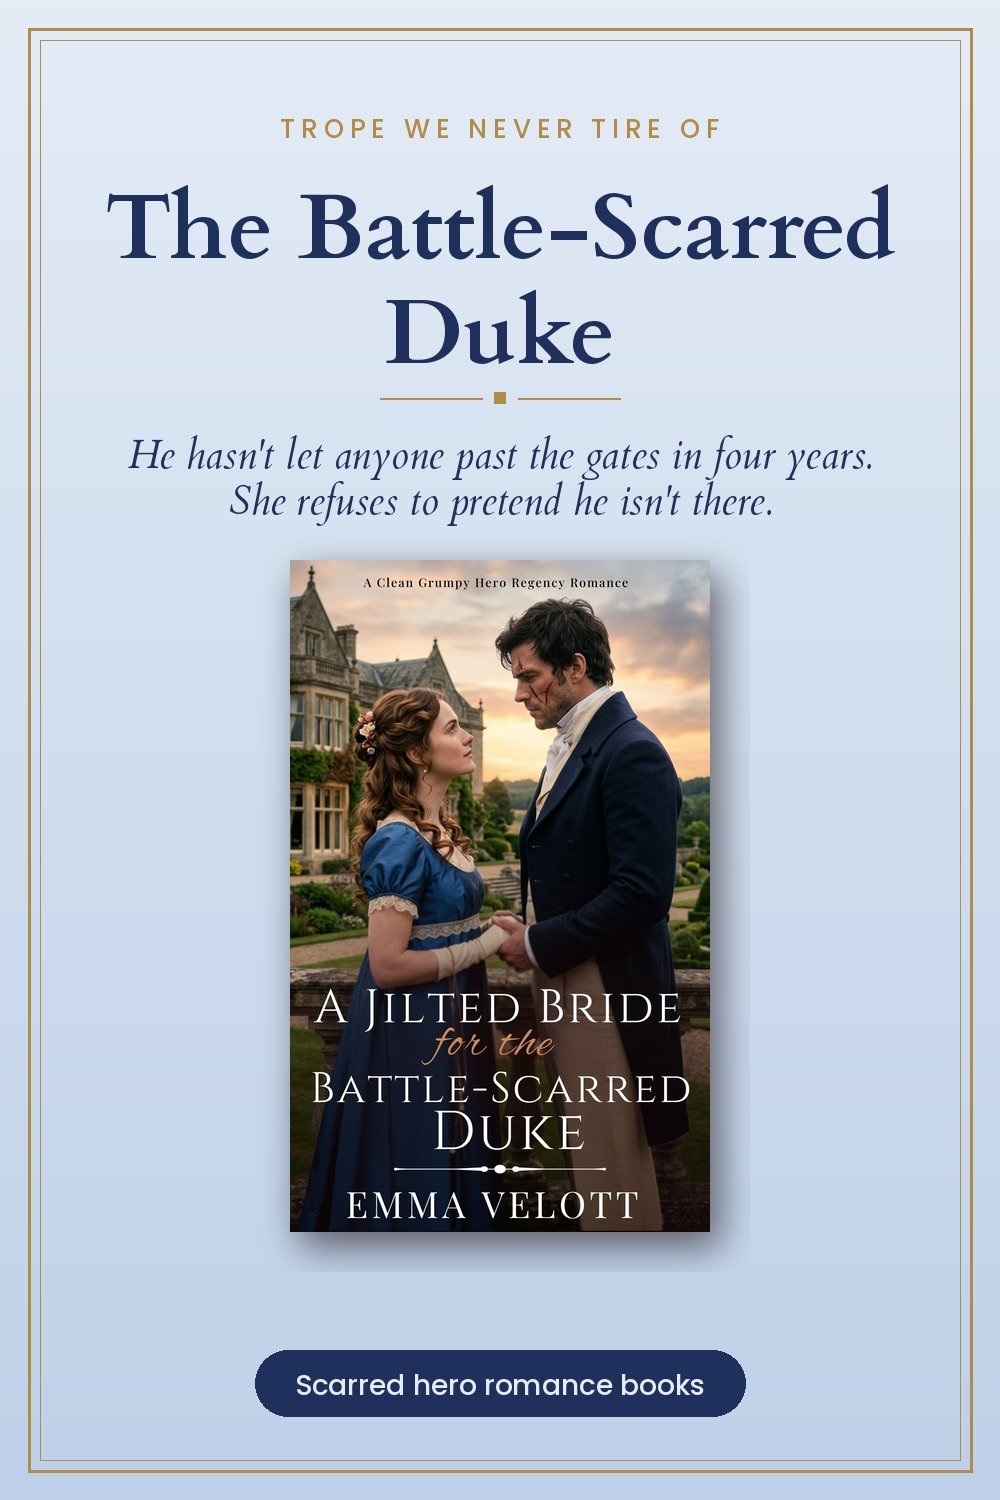 TROPE WE NEVER TIRE OF
The Battle-Scarred
Duke
He hasn't let anyone past the gates in four years.
She refuses to pretend he isn't there.
A Clean Grumpy Hero Regency Romance
A JILTED BRIDE
for the
BATTLE-SCARRED
DUKE
EMMA VELOTT
Scarred hero romance books